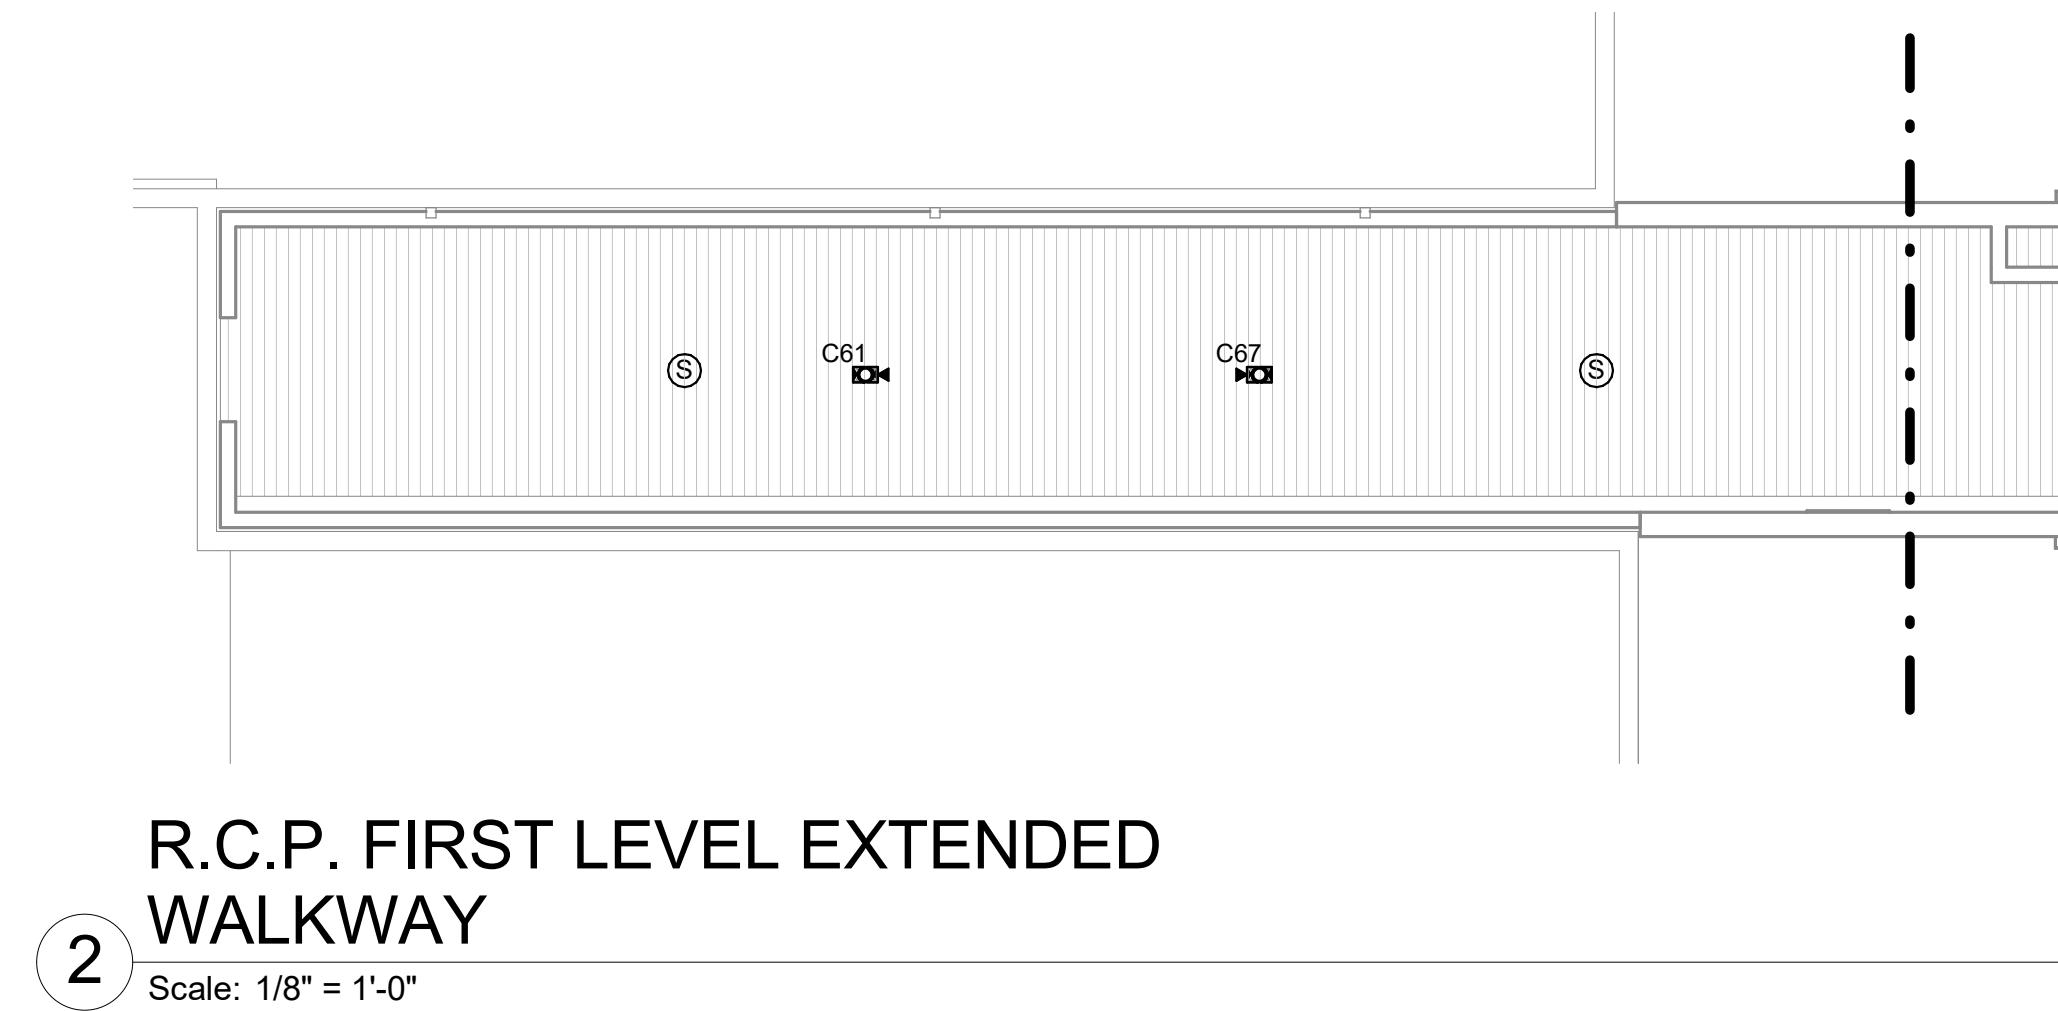 C61
C67
S
S
R.C.P. FIRST LEVEL EXTENDED
WALKWAY
2
Scale: 1/8" = 1'-0"